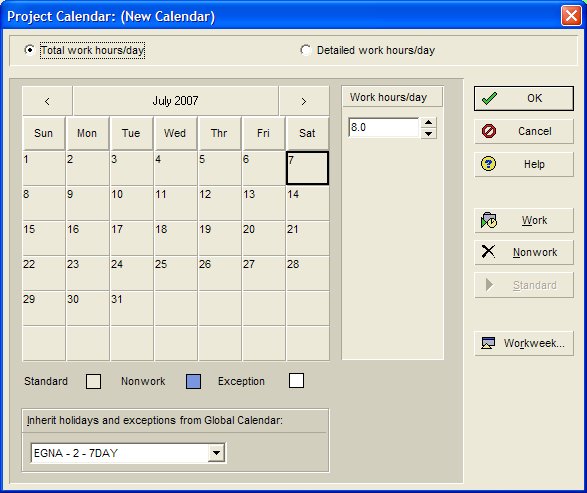 Project Calendar: (New Calendar)
Total work hours/day Detailed work hours/day
< July 2007 >
Sun Mon Tue Wed Thr Fri Sat
1 2 3 4 5 6 7
8 9 10 11 12 13 14
15 16 17 18 19 20 21
22 23 24 25 26 27 28
29 30 31
Standard Nonwork Exception
Inherit holidays and exceptions from Global Calendar:
EGNA - 2 - 7DAY
Work hours/day
8.0
OK
Cancel
Help
Work
Nonwork
Standard
Workweek...